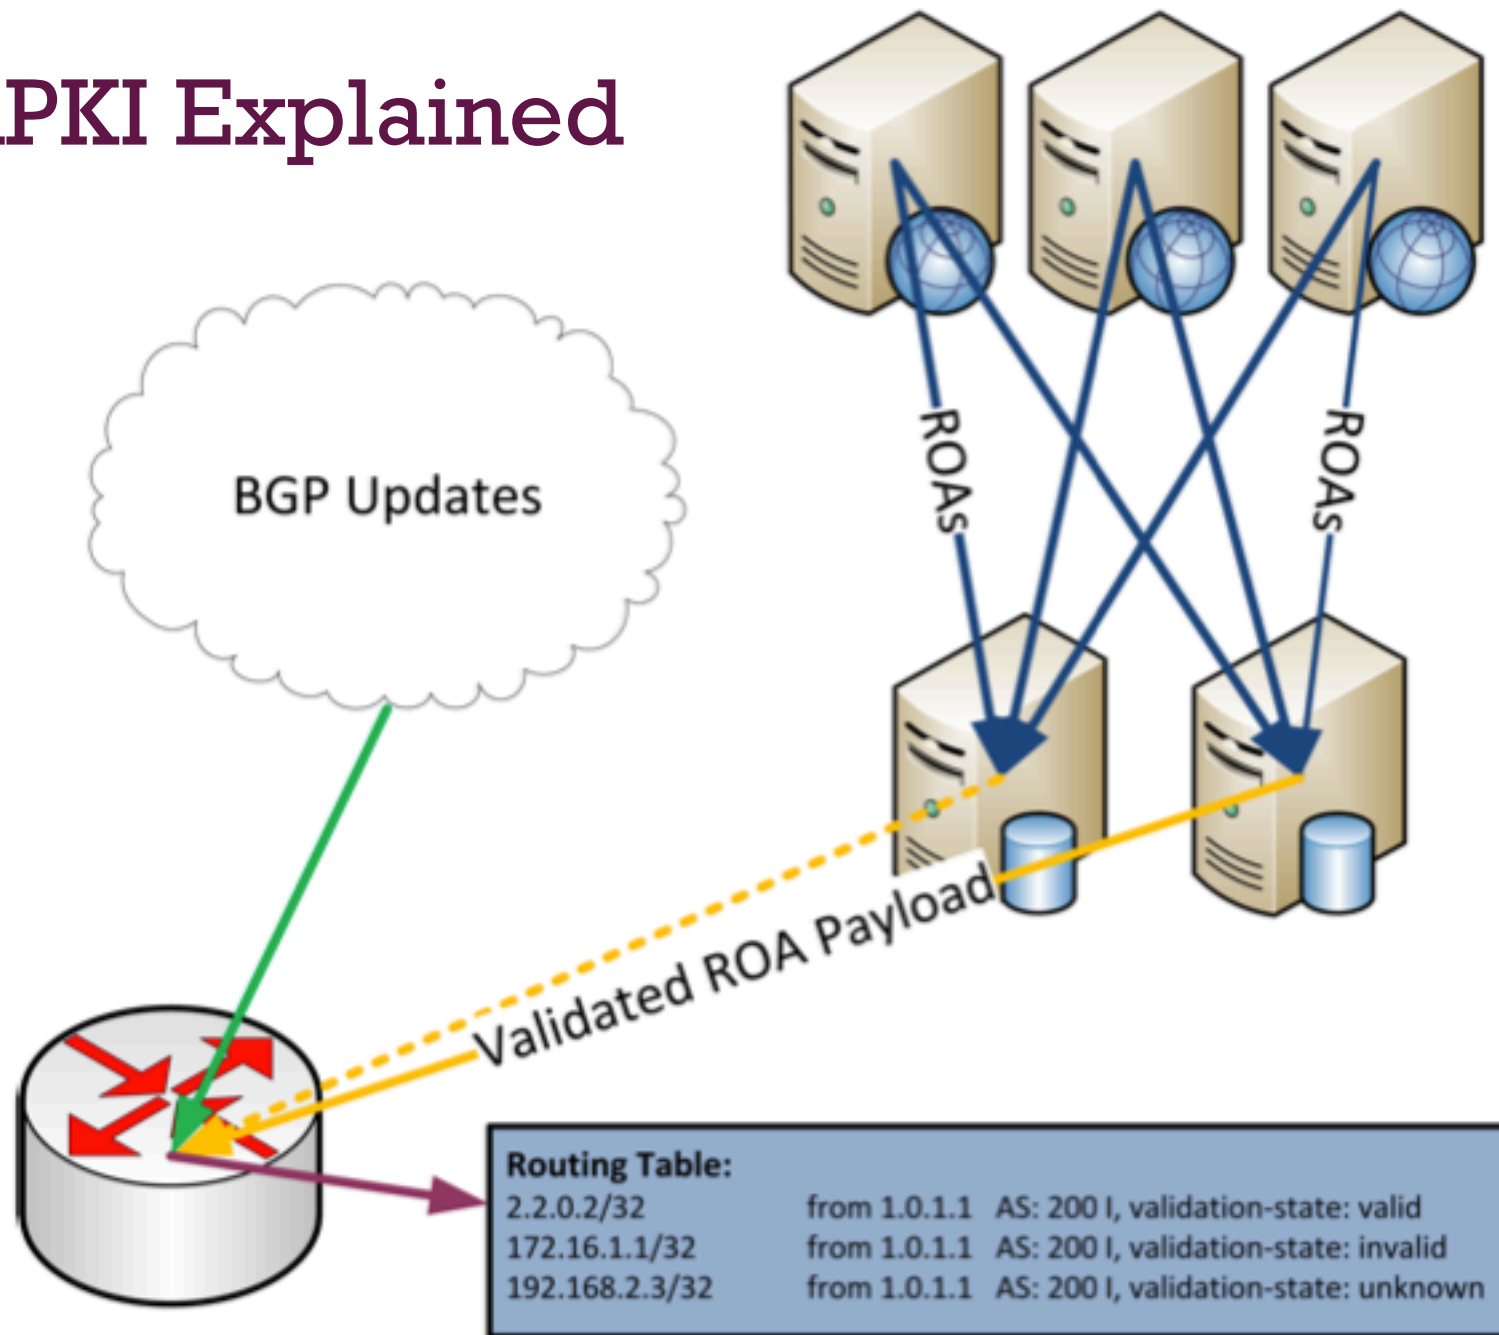 PKI Explained
BGP Updates
ROAs
ROAs
Validated ROA Payload
Routing Table:
2.2.0.2/32 from 1.0.1.1 AS: 200 I, validation-state: valid
172.16.1.1/32 from 1.0.1.1 AS: 200 I, validation-state: invalid
192.168.2.3/32 from 1.0.1.1 AS: 200 I, validation-state: unknown